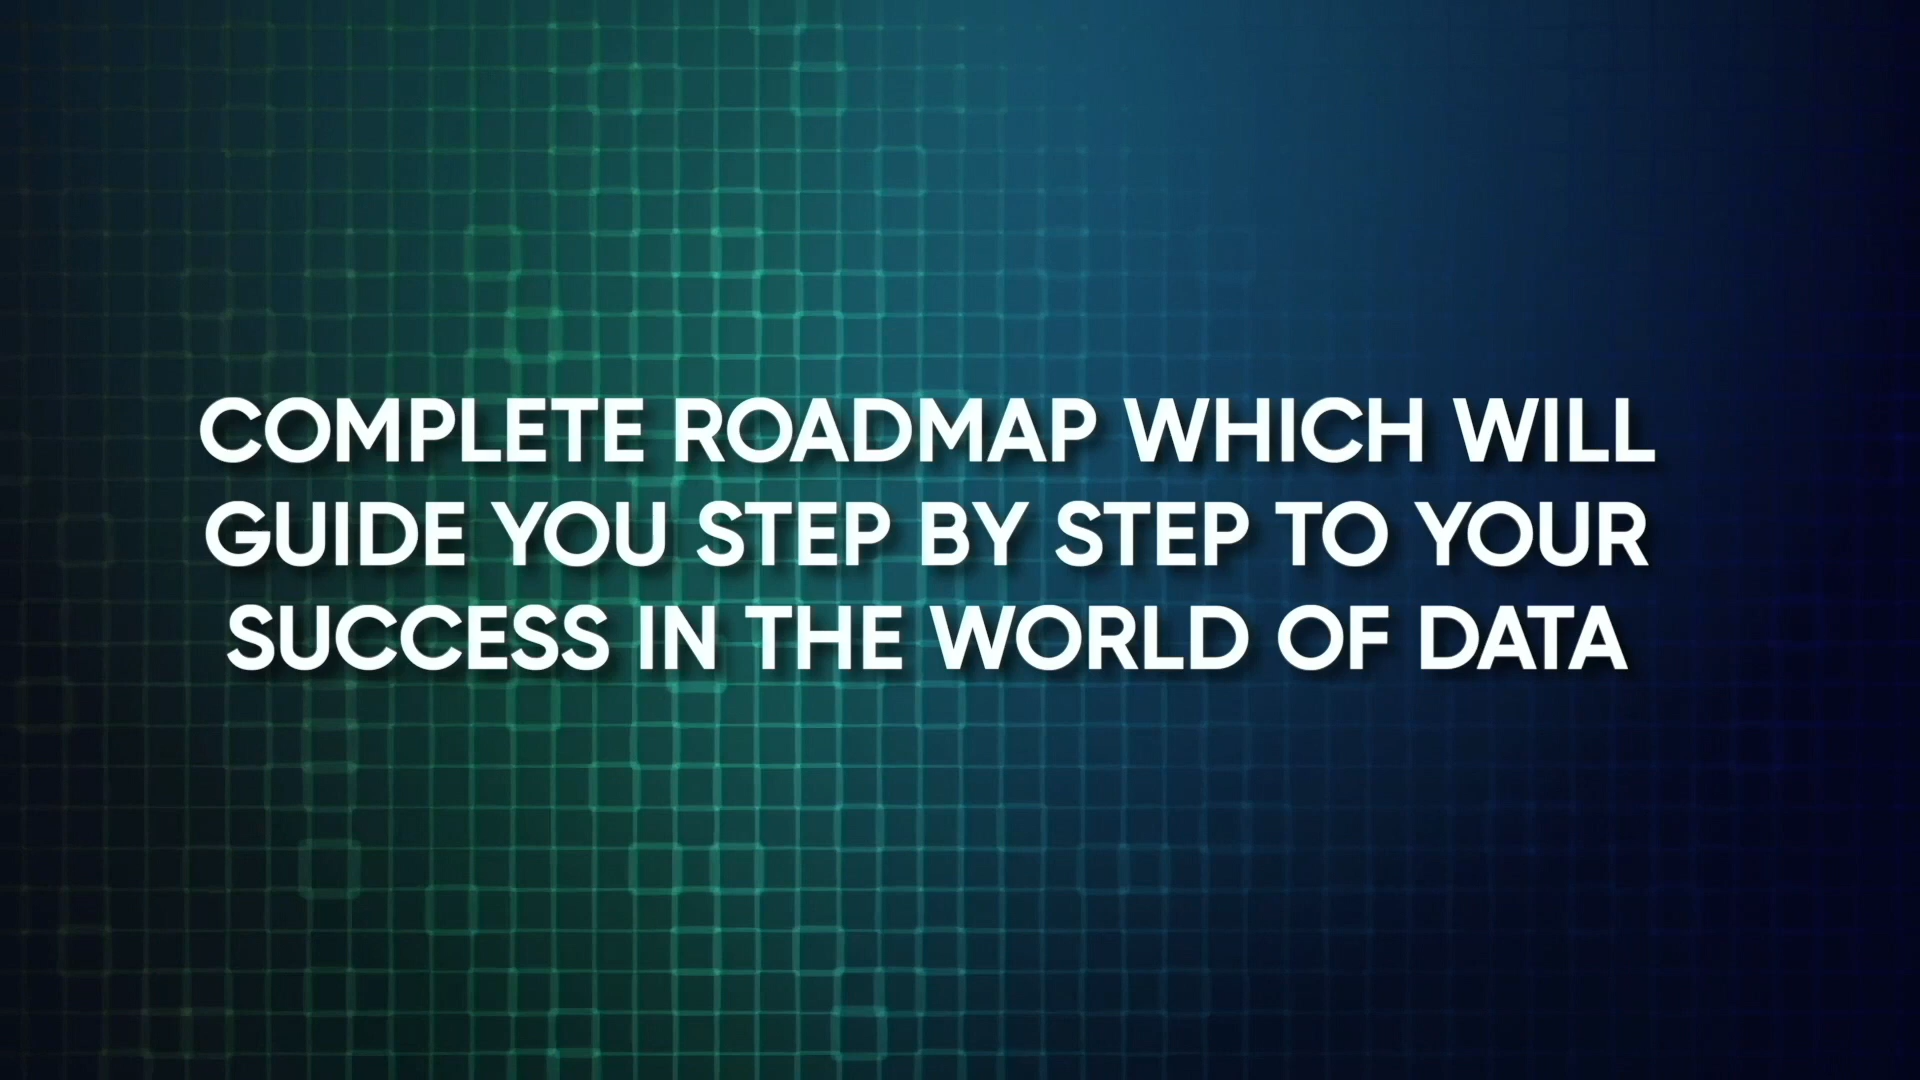 COMPLETE ROADMAP WHICH WILL
GUIDE YOU STEP BY STEP TO YOUR
SUCCESS IN THE WORLD OF DATA